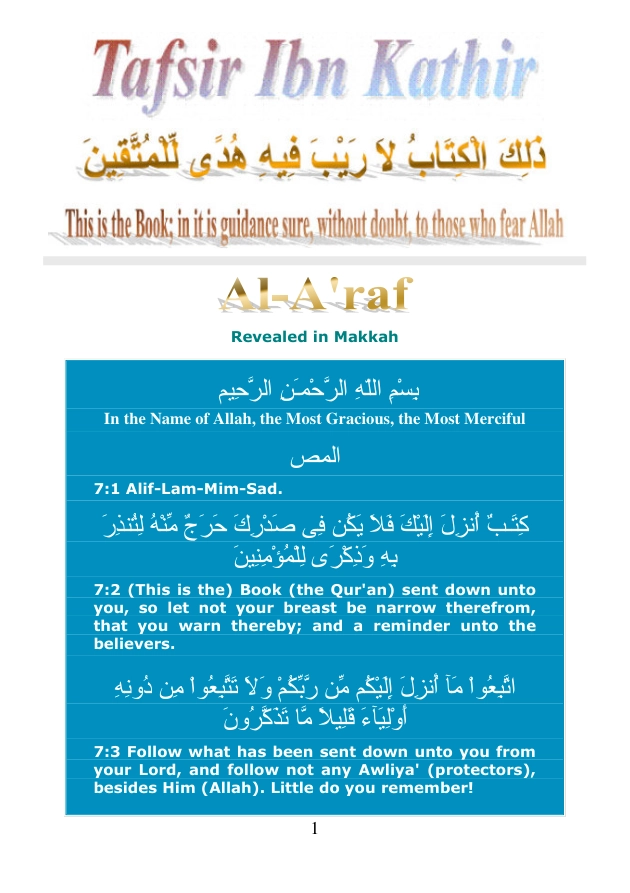 Tafsir Ibn Kathir
ذَلِكَ الْكِتَابُ لاَ رَيْبَ فِيهِ هُدًى لِّلْمُتَّقِينَ
This is the Book; in it is guidance sure, without doubt, to those who fear Allah
Al-A'raf
Revealed in Makkah
بِسْمِ اللَّهِ الرَّحْمَـنِ الرَّحِيمِ
In the Name of Allah, the Most Gracious, the Most Merciful
المص
7:1 Alif-Lam-Mim-Sad.
كِتَـبٌ أُنزِلَ إِلَيْكَ فَلاَ يَكُن فِى صَدْرِكَ حَرَجٌ مِّنْهُ لِتُنذِرَ
بِهِ وَذِكْرَى لِلْمُؤْمِنِينَ
7:2 (This is the) Book (the Qur'an) sent down unto
you, so let not your breast be narrow therefrom,
that you warn thereby; and a reminder unto the
believers.
اتَّبِعُواْ مَآ أُنزِلَ إِلَيْكُم مِّن رَّبِّكُمْ وَلاَ تَتَّبِعُواْ مِن دُونِهِ
أَوْلِيَآءَ قَلِيلاً مَّا تَذَكَّرُونَ
7:3 Follow what has been sent down unto you from
your Lord, and follow not any Awliya' (protectors),
besides Him (Allah). Little do you remember!
1